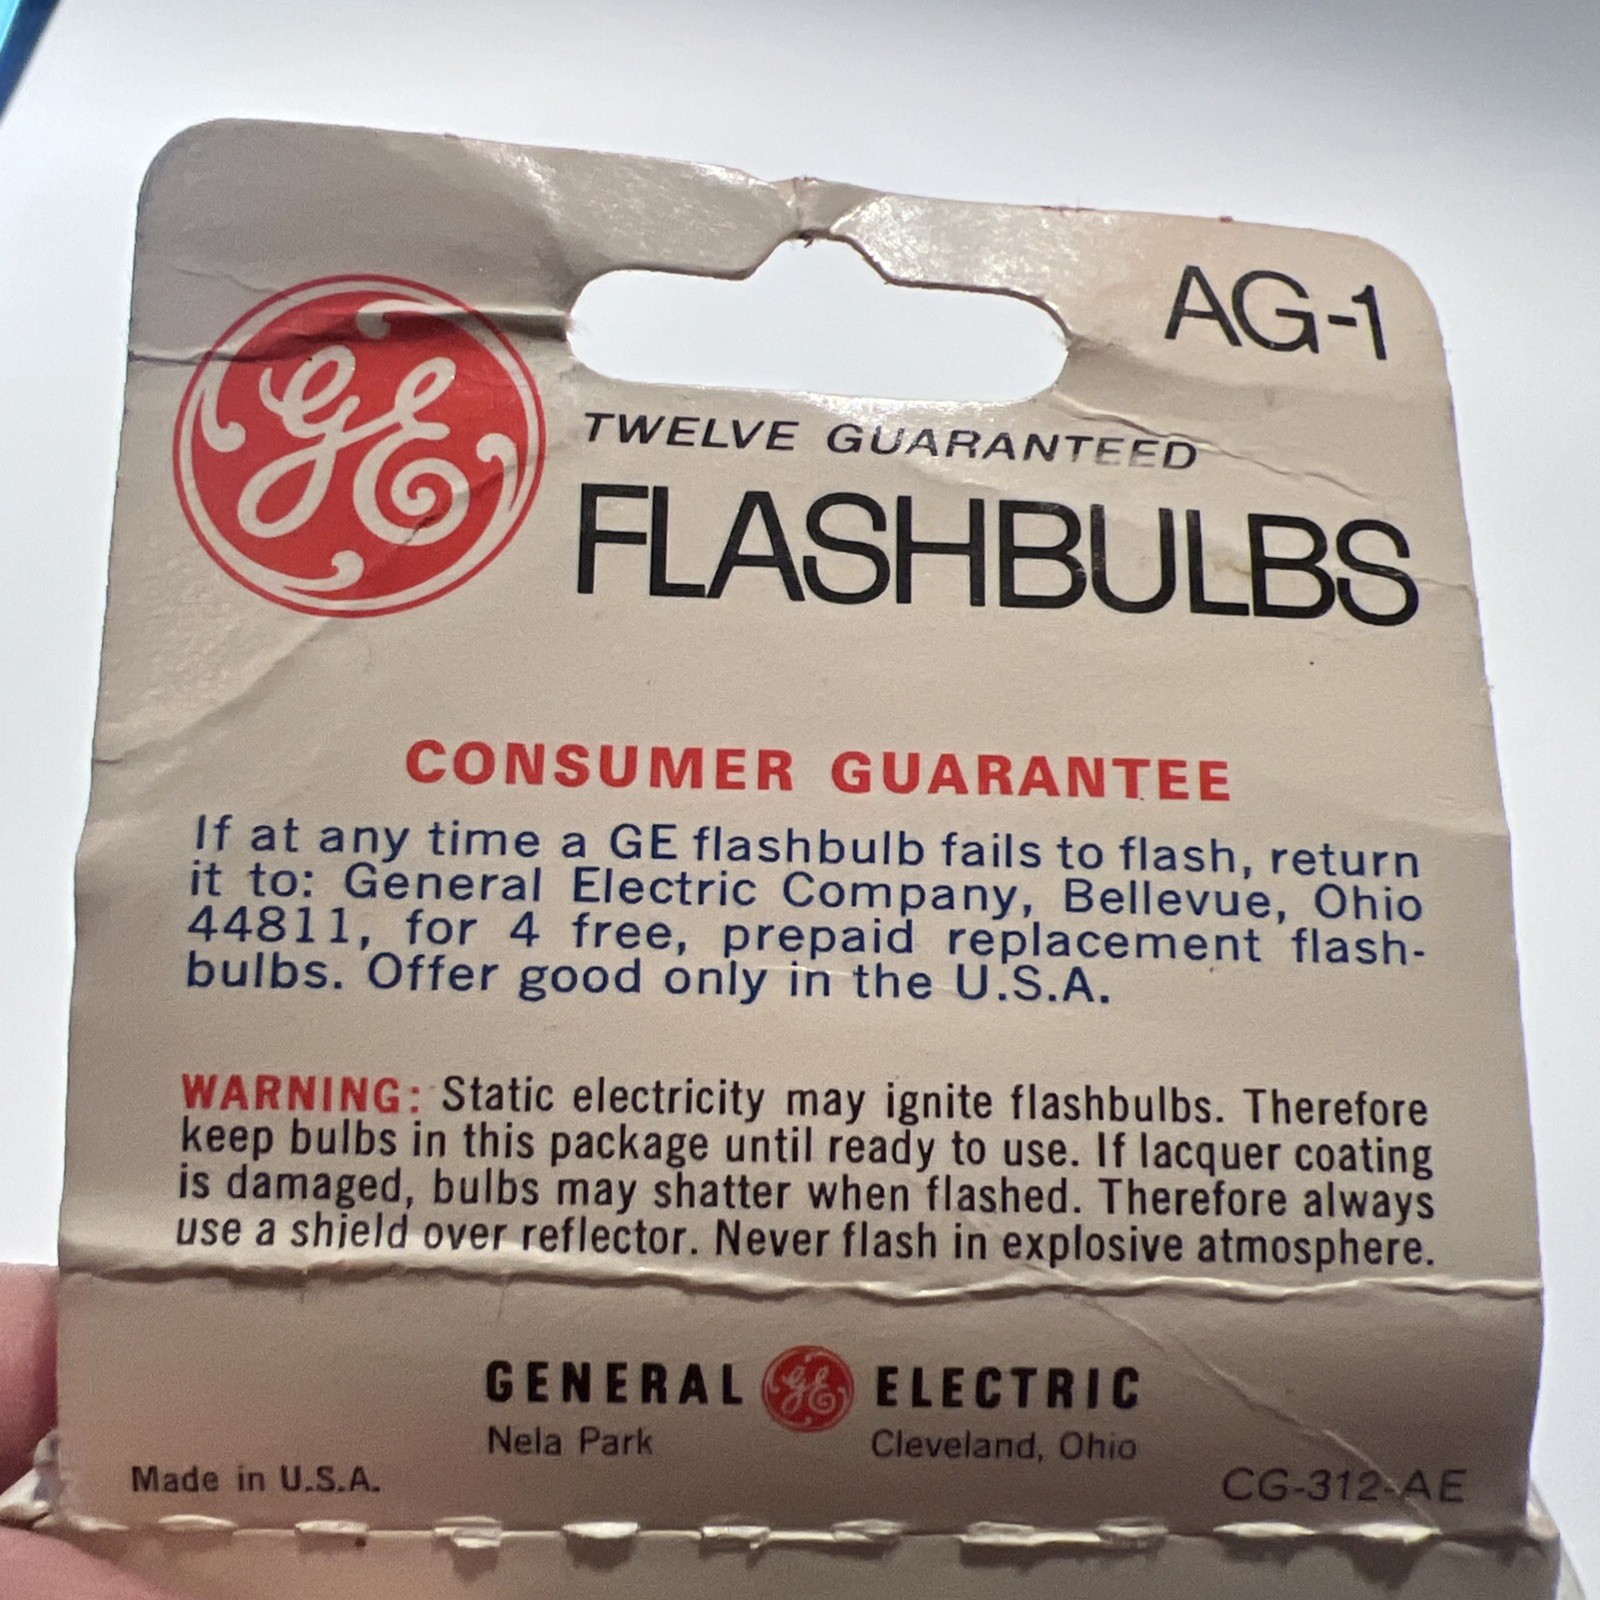 AG-1
GE
TWELVE GUARANTEED
FLASHBULBS
CONSUMER GUARANTEE
If at any time a GE flashbulb fails to flash, return
it to: General Electric Company, Bellevue, Ohio
44811, for 4 free, prepaid replacement flash-
bulbs. Offer good only in the U.S.A.
WARNING: Static electricity may ignite flashbulbs. Therefore
keep bulbs in this package until ready to use. If lacquer coating
is damaged, bulbs may shatter when flashed. Therefore always
use a shield over reflector. Never flash in explosive atmosphere.
GENERAL GE ELECTRIC
Nela Park Cleveland, Ohio
Made in U.S.A. CG-312-AE